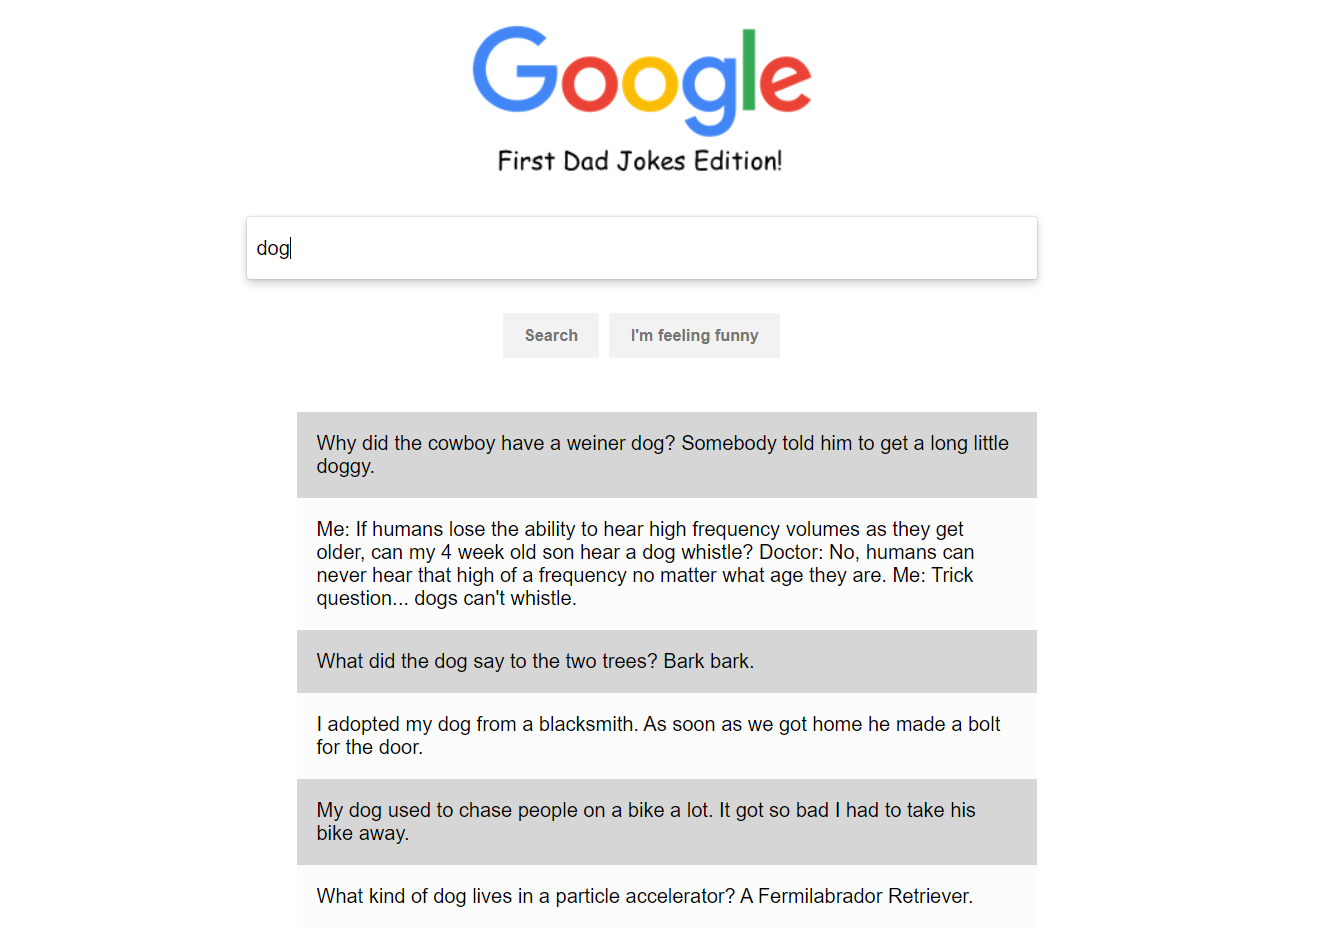 Google
First Dad Jokes Edition!
dog
Search
I'm feeling funny
Why did the cowboy have a weiner dog? Somebody told him to get a long little
doggy.
Me: If humans lose the ability to hear high frequency volumes as they get
older, can my 4 week old son hear a dog whistle? Doctor: No, humans can
never hear that high of a frequency no matter what age they are. Me: Trick
question... dogs can't whistle.
What did the dog say to the two trees? Bark bark.
I adopted my dog from a blacksmith. As soon as we got home he made a bolt
for the door.
My dog used to chase people on a bike a lot. It got so bad I had to take his
bike away.
What kind of dog lives in a particle accelerator? A Fermilabrador Retriever.